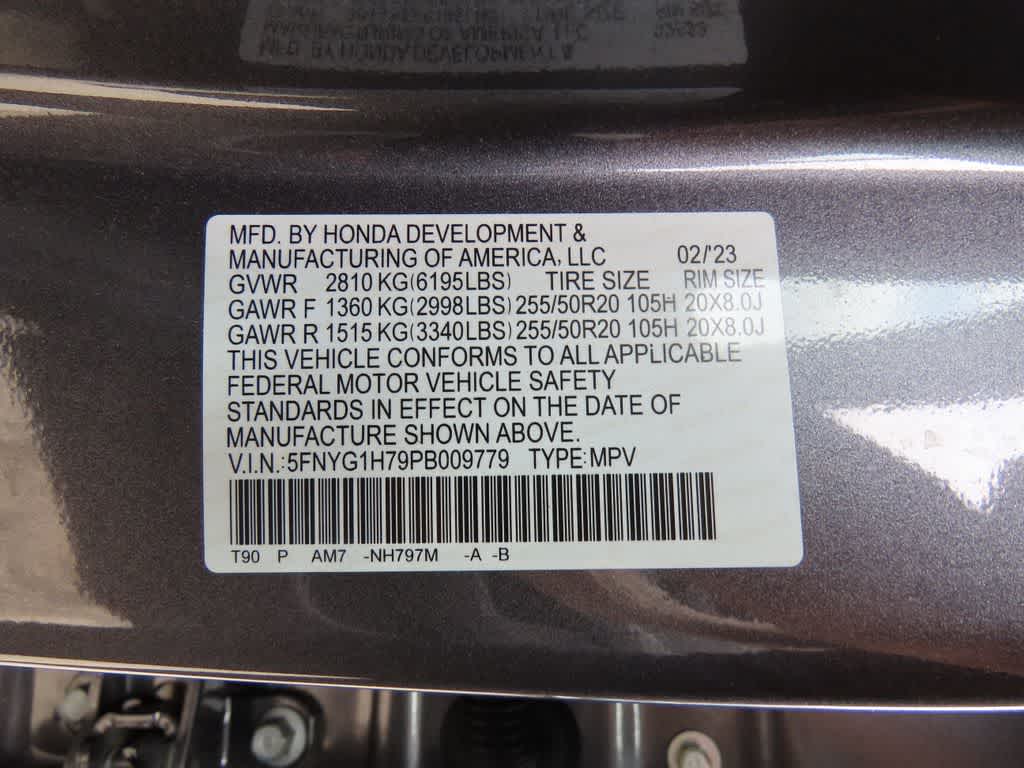 MFD. BY HONDA DEVELOPMENT &
MANUFACTURING OF AMERICA, LLC 02/'23
GVWR 2810 KG(6195LBS) TIRE SIZE RIM SIZE
GAWR F 1360 KG(2998LBS) 255/50R20 105H 20X8.0J
GAWR R 1515 KG(3340LBS) 255/50R20 105H 20X8.0J
THIS VEHICLE CONFORMS TO ALL APPLICABLE
FEDERAL MOTOR VEHICLE SAFETY
STANDARDS IN EFFECT ON THE DATE OF
MANUFACTURE SHOWN ABOVE.
V.I.N.:5FNYG1H79PB009779 TYPE:MPV
T90 P AM7 -NH797M -A -B